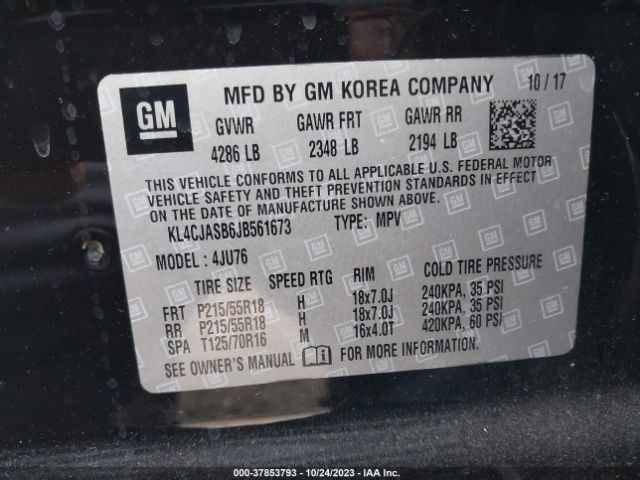 GM
MFD BY GM KOREA COMPANY 10 / 17
GVWR GAWR FRT GAWR RR
4286 LB 2348 LB 2194 LB
THIS VEHICLE CONFORMS TO ALL APPLICABLE U.S. FEDERAL MOTOR
VEHICLE SAFETY AND THEFT PREVENTION STANDARDS IN EFFECT
ON THE DATE OF MANUFACTURE SHOWN ABOVE.
KL4CJASB6JB561673 TYPE: MPV
MODEL : 4JU76
TIRE SIZE SPEED RTG RIM COLD TIRE PRESSURE
FRT P215/55R18 H 18x7.0J 240KPA, 35 PSI
RR P215/55R18 H 18x7.0J 240KPA, 35 PSI
SPA T125/70R16 M 16x4.0T 420KPA, 60 PSI
SEE OWNER'S MANUAL i FOR MORE INFORMATION.
000-37853793 - 10/24/2023 - IAA Inc.